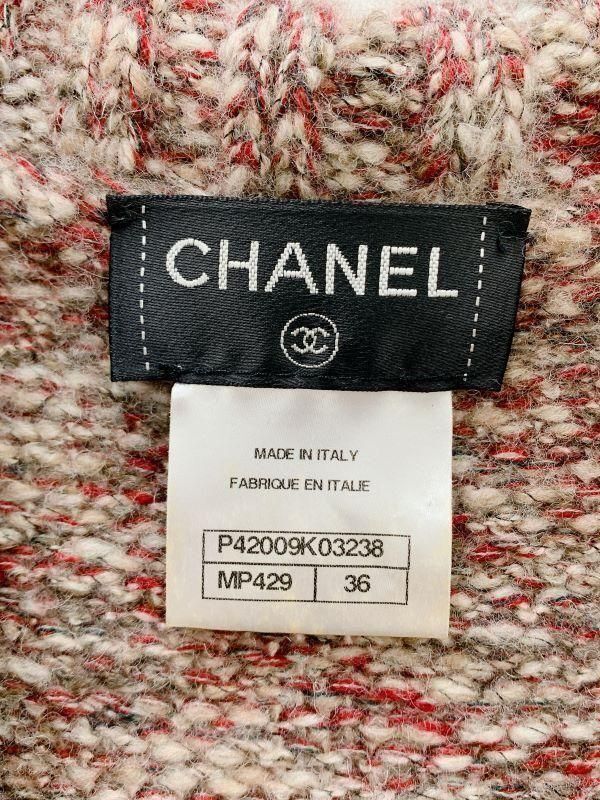 CHANEL
MADE IN ITALY
FABRIQUE EN ITALIE
P42009K03238
MP429 36